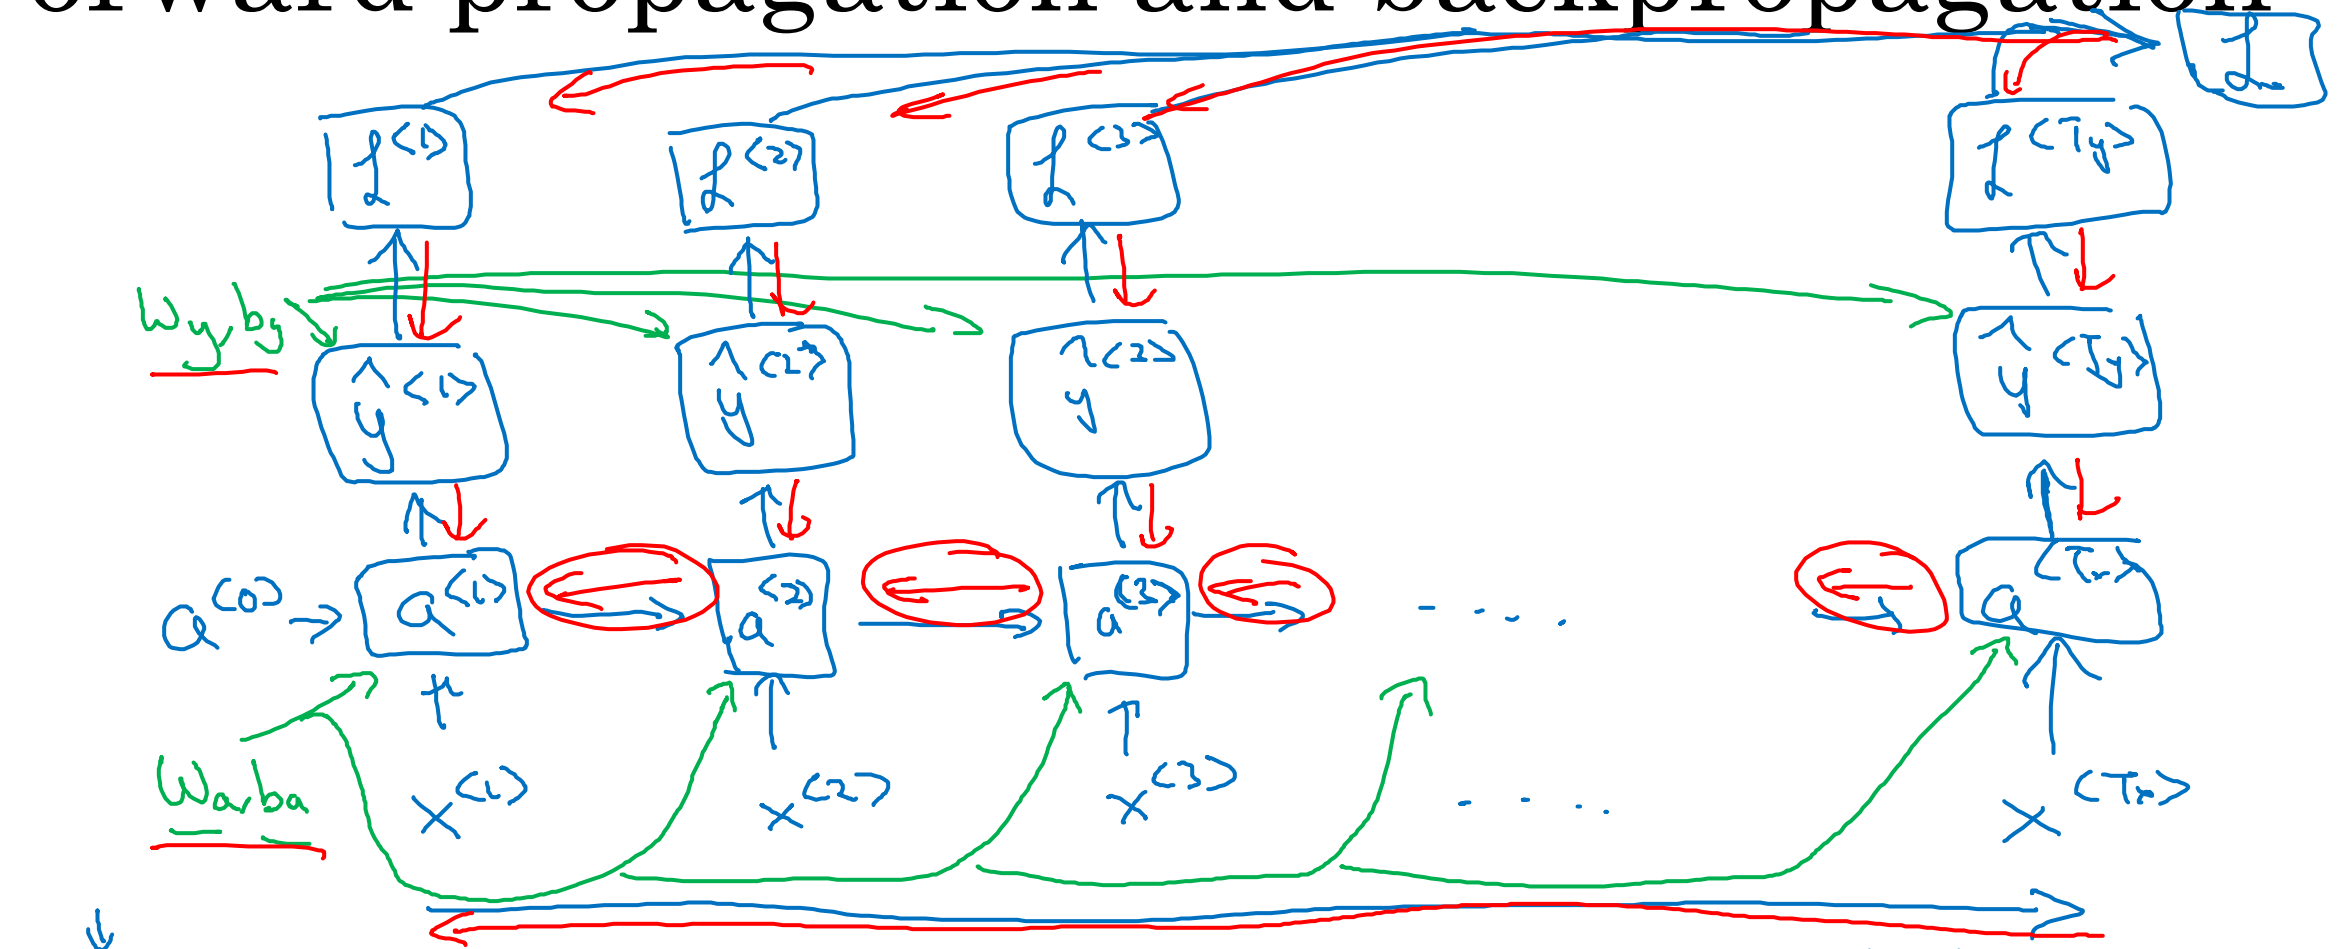 orward propagation and backpropagation
ℒ
ℒ<1> ℒ<2> ℒ<3> ℒ<Ty>
Wy, by
ŷ<1> ŷ<2> ŷ<2> ŷ<Ty>
a<0> → a<1> a<2> a<3> .... a<Tx>
Wa, ba
x<1> x<2> x<3> .... x<Tx>